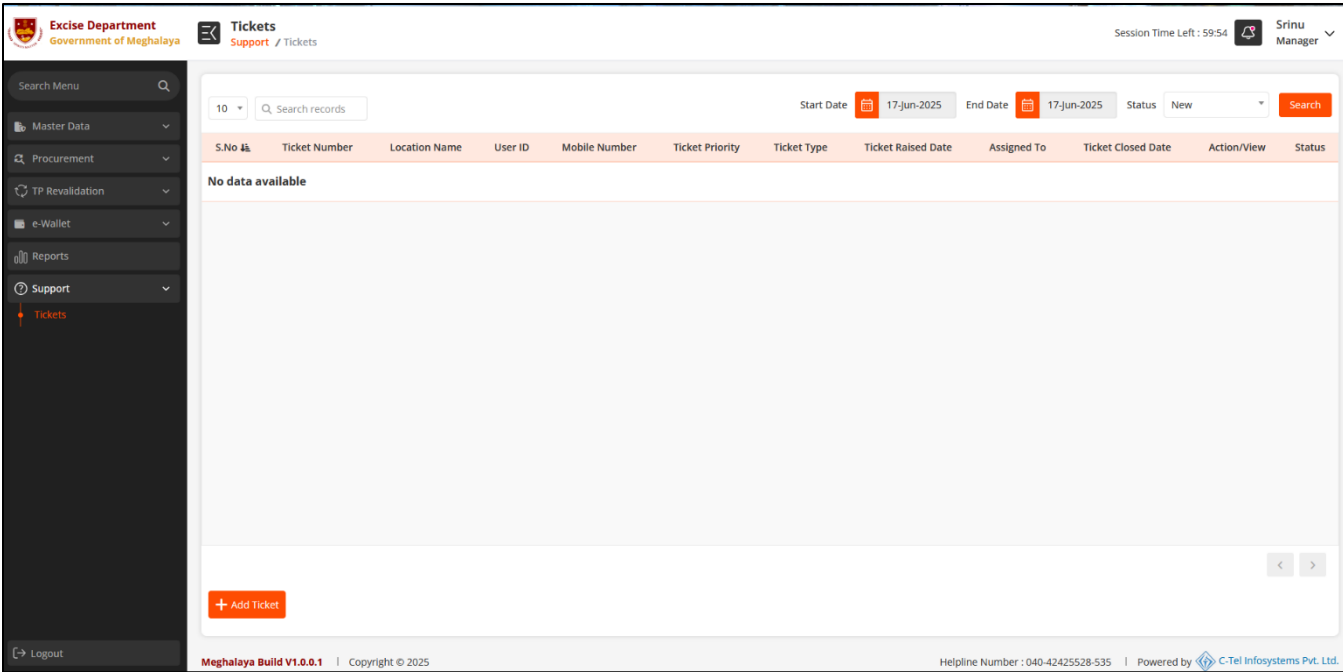 Excise Department
Government of Meghalaya
Tickets
Support / Tickets
Session Time Left : 59:54
Srinu
Manager
Search Menu
Master Data
Procurement
TP Revalidation
e-Wallet
Reports
Support
Tickets
Logout
10 Search records Start Date 17-Jun-2025 End Date 17-Jun-2025 Status New Search
S.No Ticket Number Location Name User ID Mobile Number Ticket Priority Ticket Type Ticket Raised Date Assigned To Ticket Closed Date Action/View Status
No data available
+ Add Ticket
Meghalaya Build V1.0.0.1 | Copyright © 2025 Helpline Number : 040-42425528-535 | Powered by C-Tel Infosystems Pvt. Ltd.